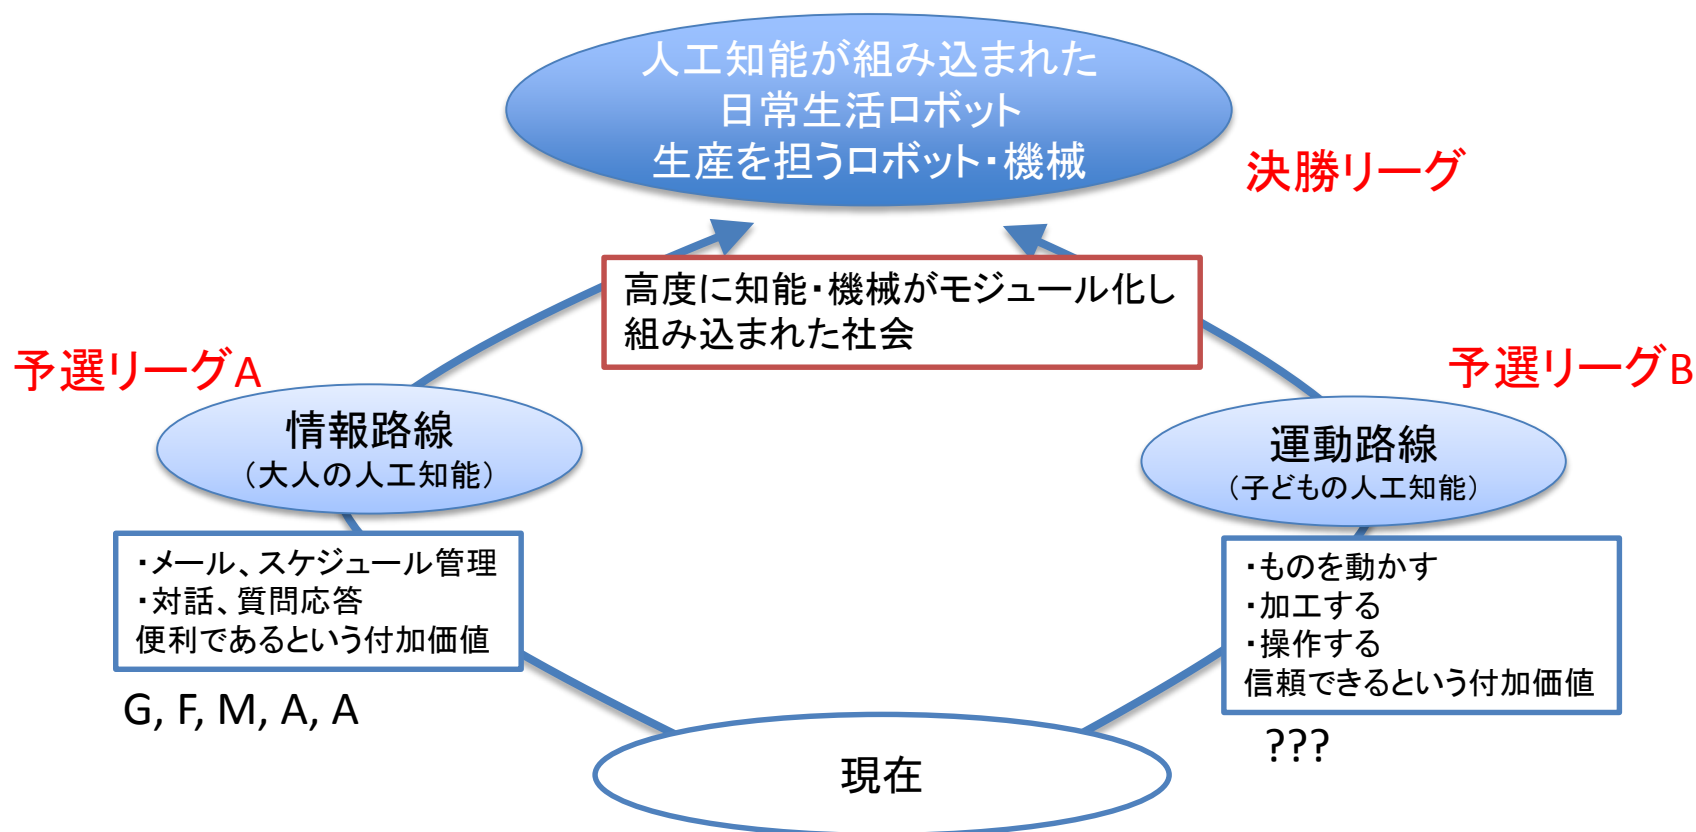 人工知能が組み込まれた
日常生活ロボット
生産を担うロボット・機械
決勝リーグ
高度に知能・機械がモジュール化し
組み込まれた社会
予選リーグA
予選リーグB
情報路線
（大人の人工知能）
運動路線
（子どもの人工知能）
・メール、スケジュール管理
・対話、質問応答
便利であるという付加価値
・ものを動かす
・加工する
・操作する
信頼できるという付加価値
G, F, M, A, A
???
現在